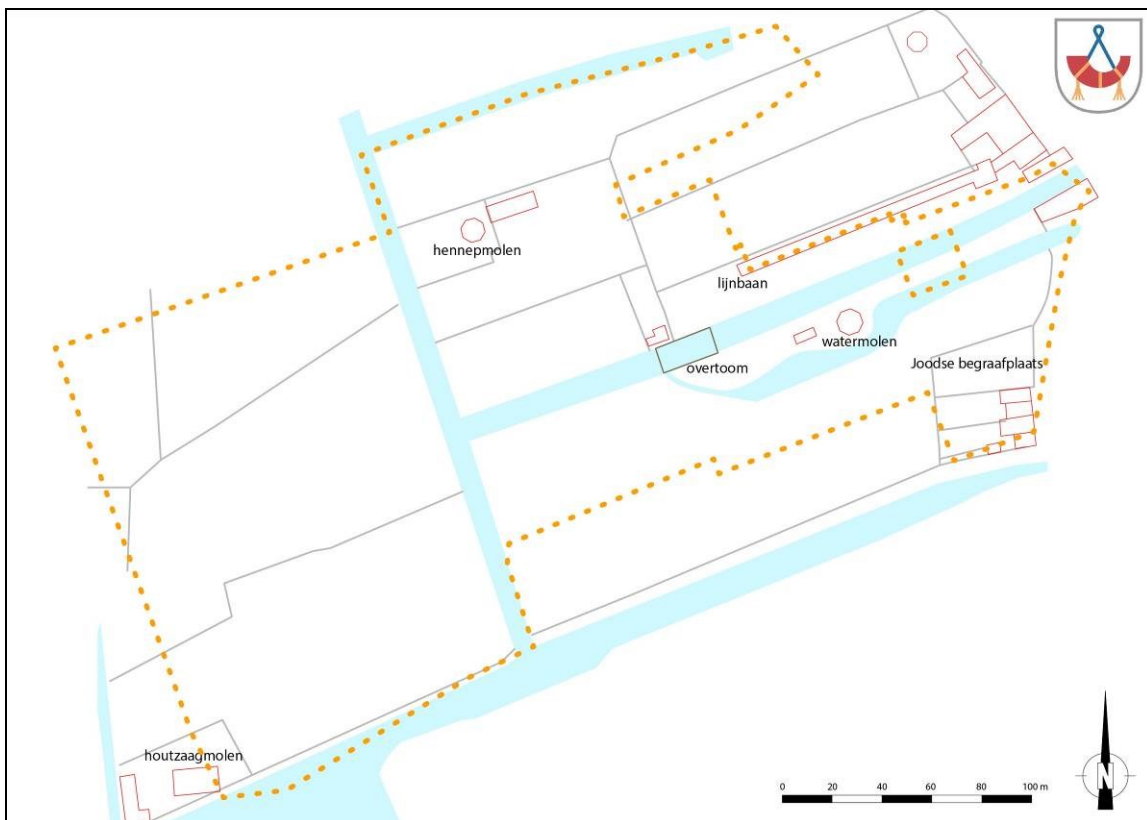 hennepmolen
lijnbaan
watermolen
overtoom
Joodse begraafplaats
houtzaagmolen
0 20 40 60 80 100 m
N